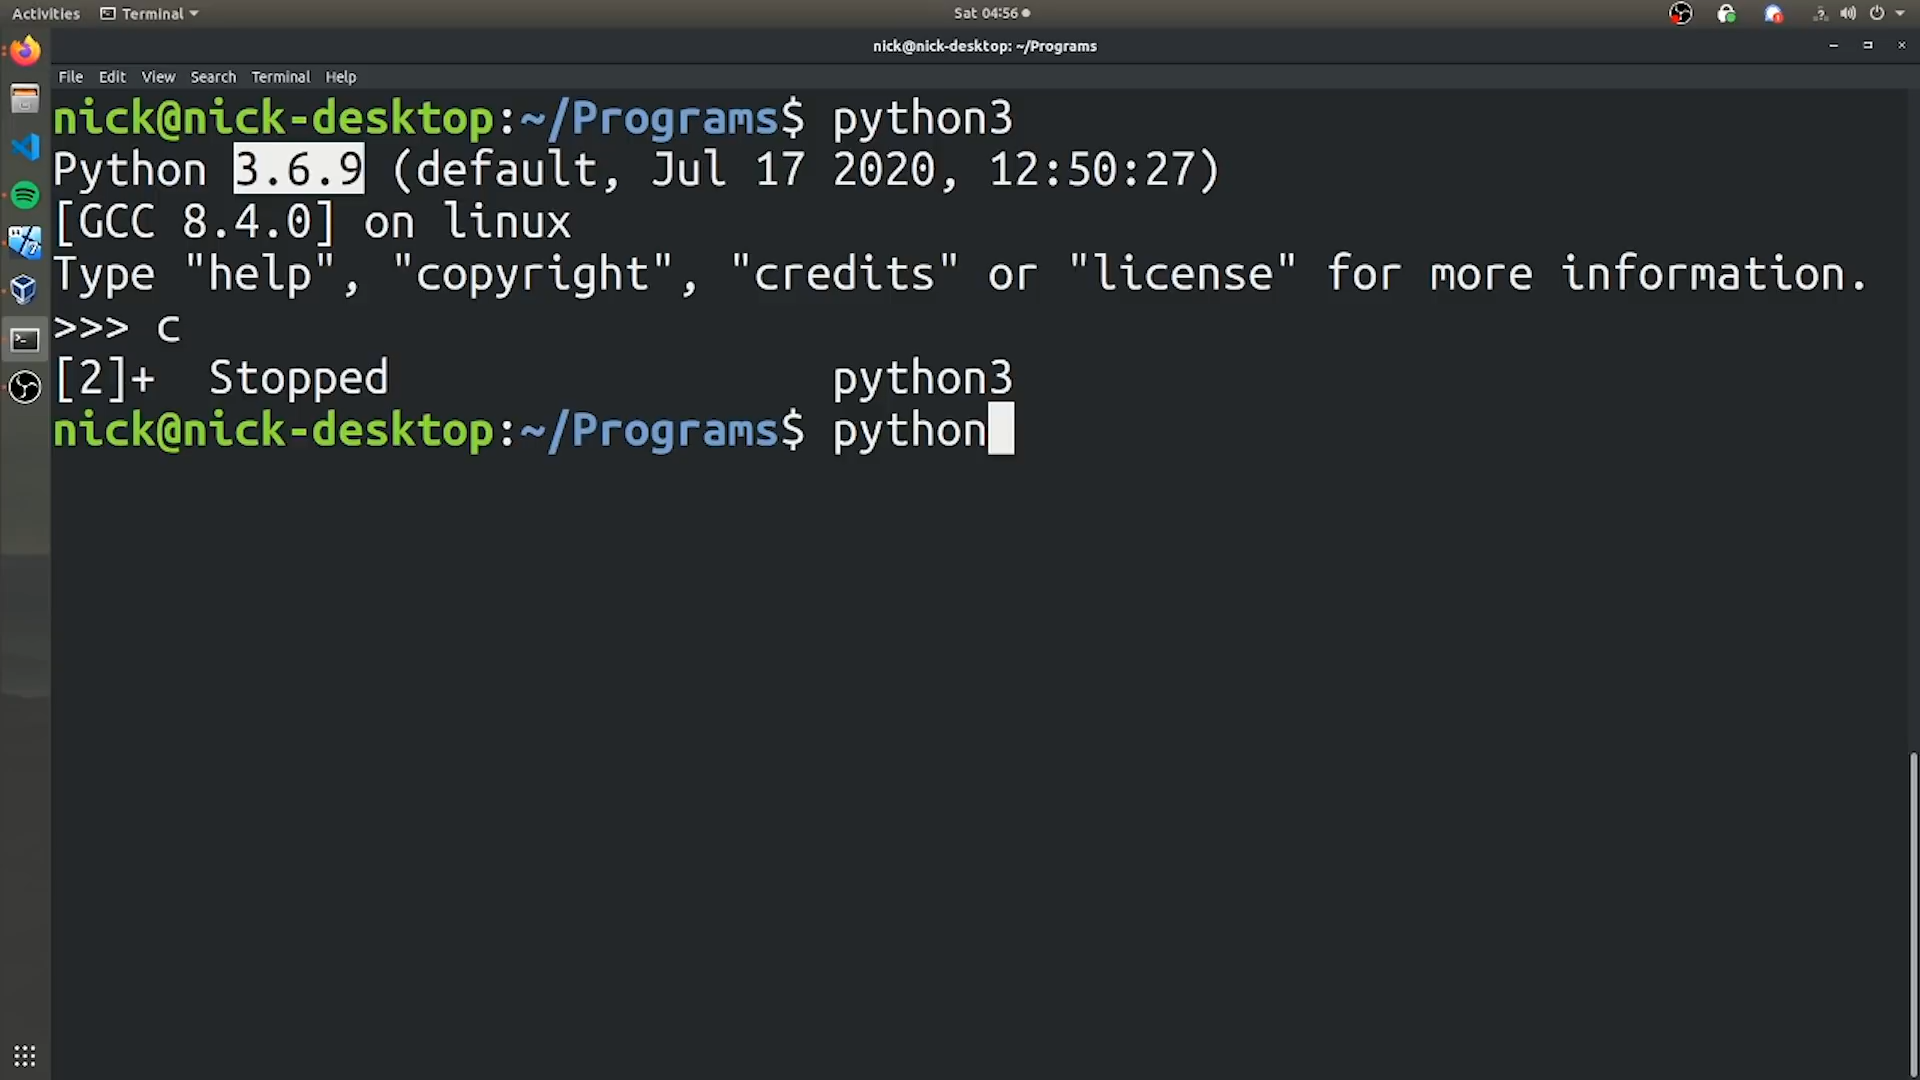 Activities Terminal Sat 04:56
nick@nick-desktop: ~/Programs
File Edit View Search Terminal Help
nick@nick-desktop:~/Programs$ python3
Python 3.6.9 (default, Jul 17 2020, 12:50:27)
[GCC 8.4.0] on linux
Type "help", "copyright", "credits" or "license" for more information.
>>> c
[2]+  Stopped                 python3
nick@nick-desktop:~/Programs$ python